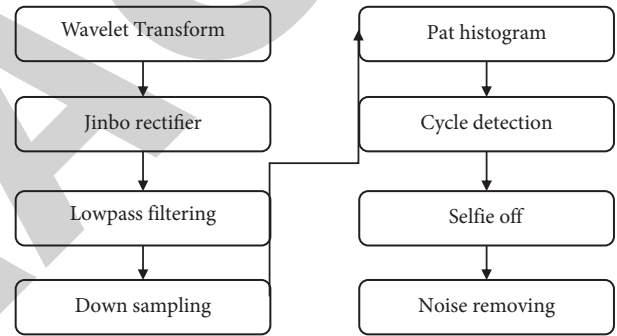 Wavelet Transform
Jinbo rectifier
Lowpass filtering
Down sampling
Pat histogram
Cycle detection
Selfie off
Noise removing